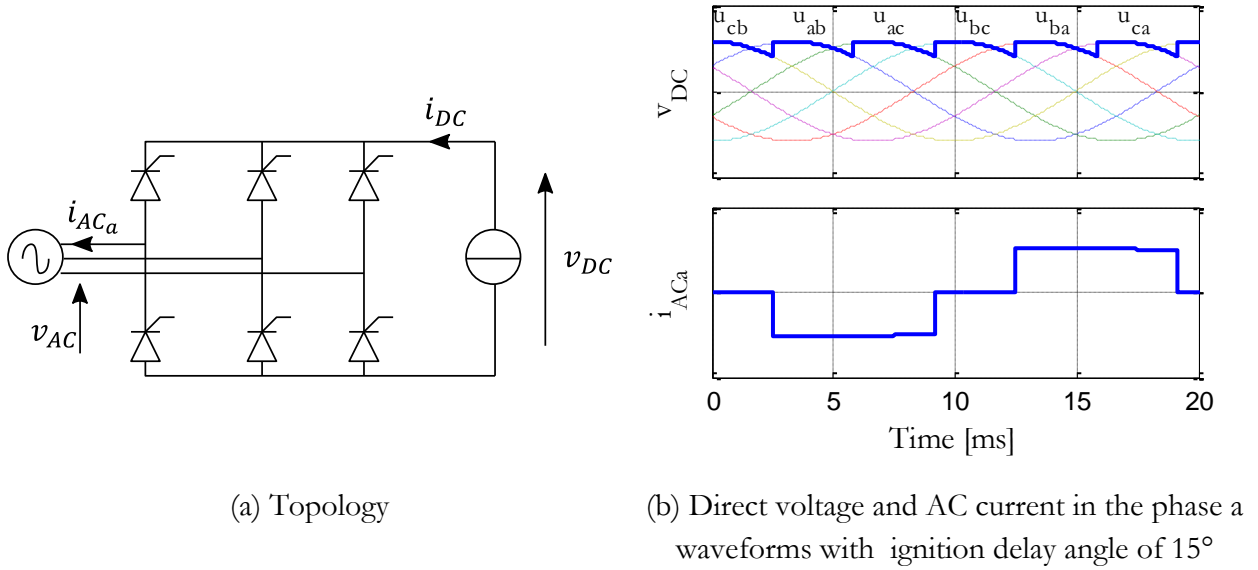 i_DC
i_ACa
v_AC
v_DC
(a) Topology
u_cb u_ab u_ac u_bc u_ba u_ca
v_DC
i_ACa
0 5 10 15 20
Time [ms]
(b) Direct voltage and AC current in the phase a
waveforms with ignition delay angle of 15°